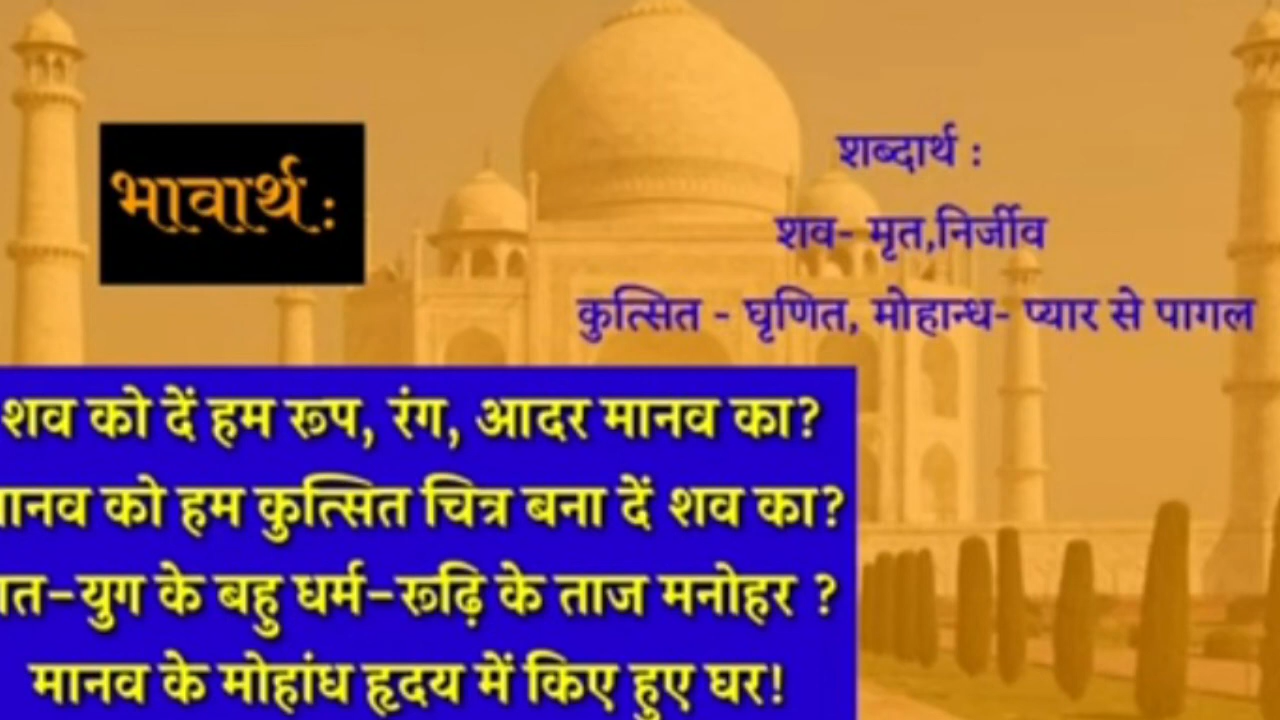 भावार्थ :
शब्दार्थ :
शव- मृत,निर्जीव
कुत्सित - घृणित, मोहान्ध- प्यार से पागल
शव को दें हम रूप, रंग, आदर मानव का?
को हम कुत्सित चित्र बना दें शव का?
के बहु धर्म-रूढ़ि के ताज मनोहर ?
मानव के मोहांध हृदय में किए हुए घर!